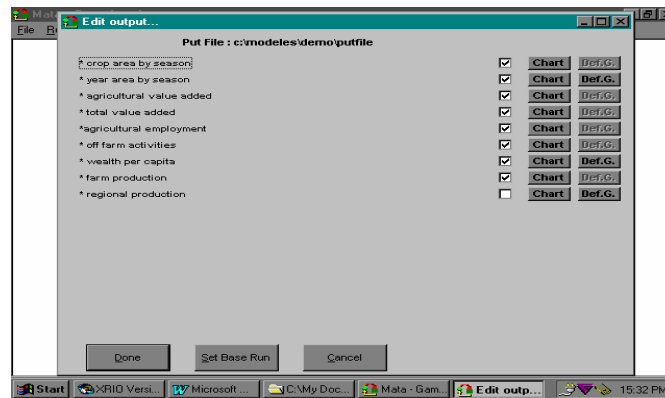 Edit output...
File
Put File : c:\modeles\demo\putfile
* crop area by season Chart Def.G.
* year area by season Chart Def.G.
* agricultural value added Chart Def.G.
* total value added Chart Def.G.
*agricultural employment Chart Def.G.
* off farm activities Chart Def.G.
* wealth per capita Chart Def.G.
* farm production Chart Def.G.
* regional production Chart Def.G.
Done Set Base Run Cancel
Start XRIO Versi... Microsoft ... C:\My Doc... Mata - Gam... Edit outp... 15:32 PM